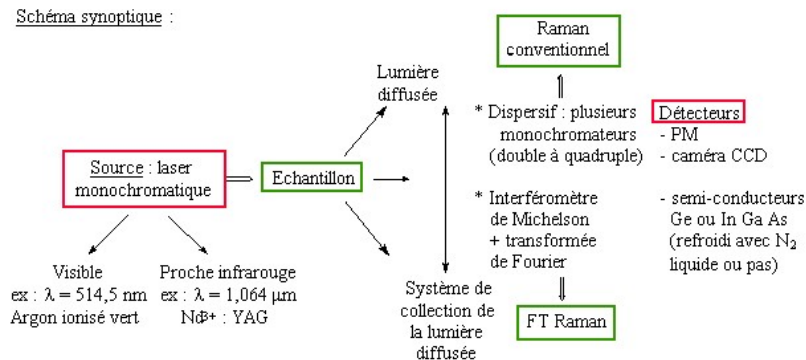 Schéma synoptique :
Raman
conventionnel
Lumière
diffusée
* Dispersif : plusieurs
monochromateurs
(double à quadruple)
Détecteurs
- PM
- caméra CCD
Source : laser
monochromatique
Echantillon
* Interféromètre
de Michelson
+ transformée
de Fourier
- semi-conducteurs
Ge ou In Ga As
(refroidi avec N₂
liquide ou pas)
Visible
ex : λ = 514,5 nm
Argon ionisé vert
Proche infrarouge
ex : λ = 1,064 µm
Nd³⁺ : YAG
Système de
collection de
la lumière
diffusée
FT Raman